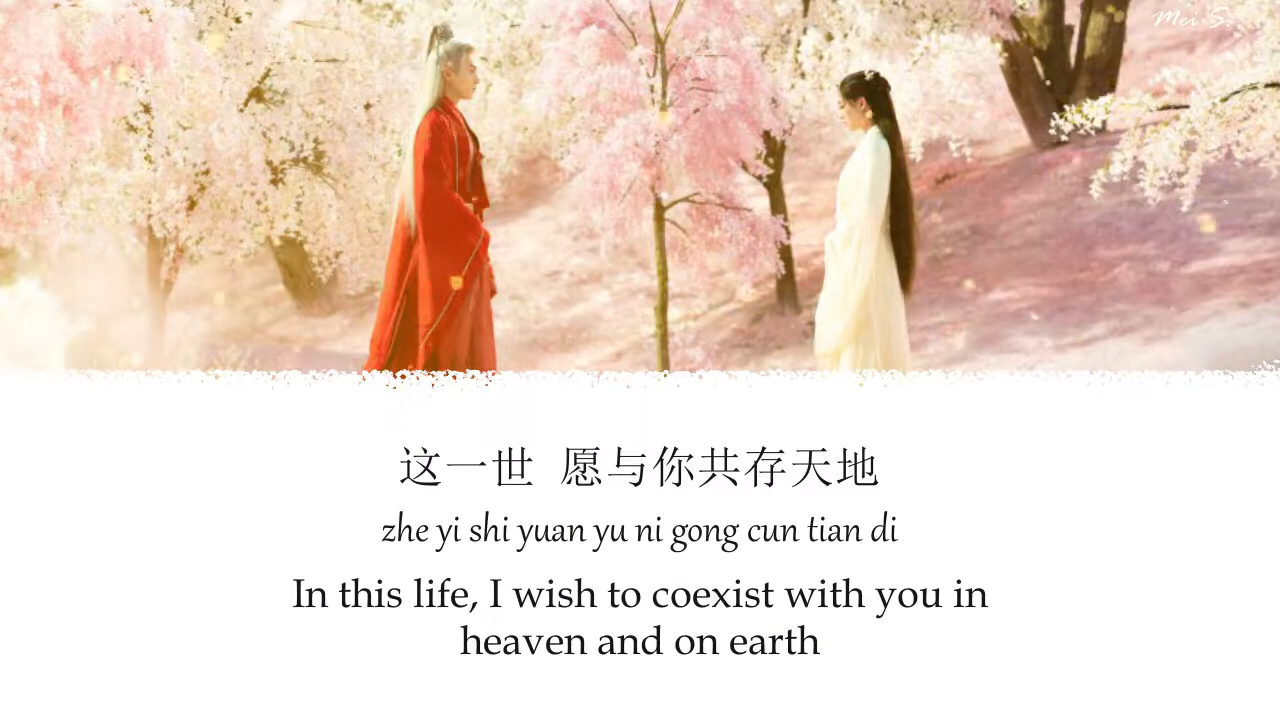 Mei S.
这一世 愿与你共存天地
zhe yi shi yuan yu ni gong cun tian di
In this life, I wish to coexist with you in
heaven and on earth